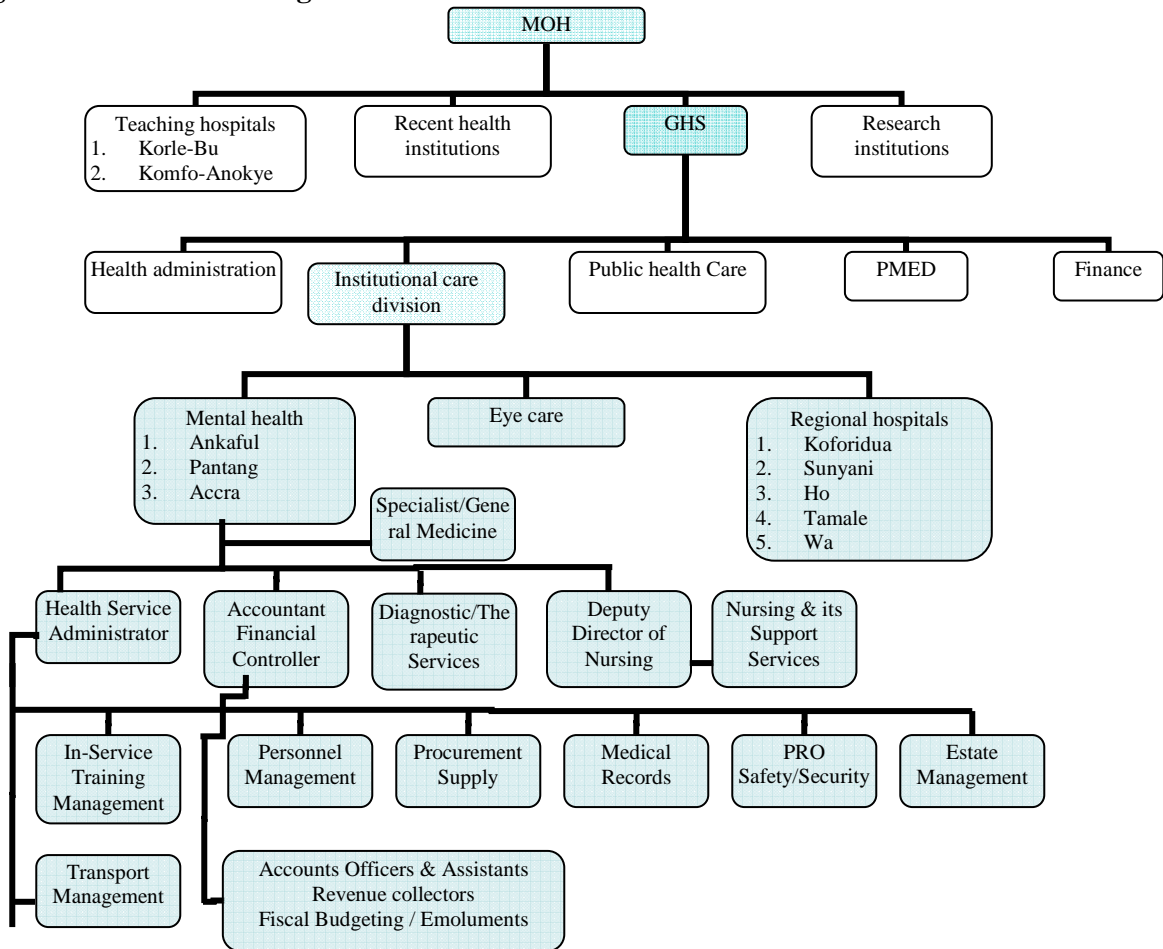 MOH
Teaching hospitals
1. Korle-Bu
2. Komfo-Anokye
Recent health
institutions
GHS
Research
institutions
Health administration
Institutional care
division
Public health Care
PMED
Finance
Mental health
1. Ankaful
2. Pantang
3. Accra
Eye care
Regional hospitals
1. Koforidua
2. Sunyani
3. Ho
4. Tamale
5. Wa
Specialist/Gene
ral Medicine
Health Service
Administrator
Accountant
Financial
Controller
Diagnostic/The
rapeutic
Services
Deputy
Director of
Nursing
Nursing & its
Support
Services
In-Service
Training
Management
Personnel
Management
Procurement
Supply
Medical
Records
PRO
Safety/Security
Estate
Management
Transport
Management
Accounts Officers & Assistants
Revenue collectors
Fiscal Budgeting / Emoluments